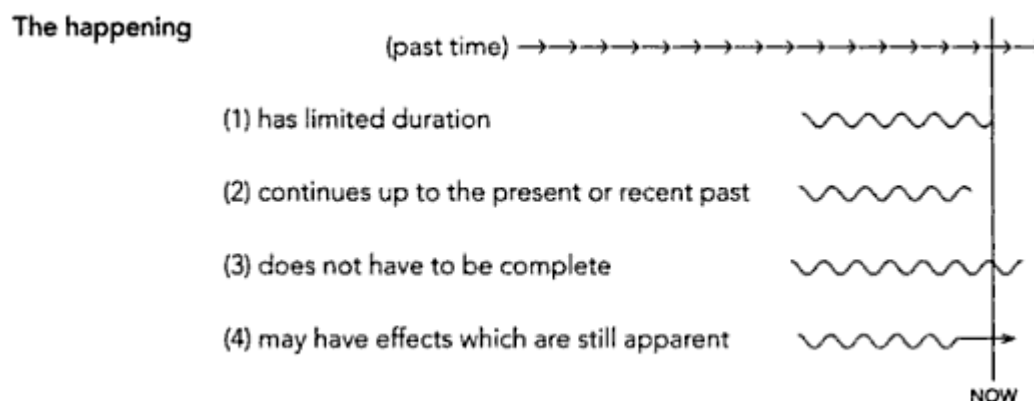 The happening
(past time)
(1) has limited duration
(2) continues up to the present or recent past
(3) does not have to be complete
(4) may have effects which are still apparent
NOW